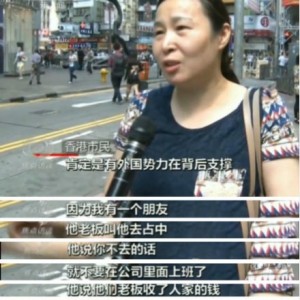 香港市民
肯定是有外国势力在背后支撑
因为我有一个朋友
他老板叫他去占中
他说你不去的话
就不要在公司里面上班了
他说他们老板收了人家的钱